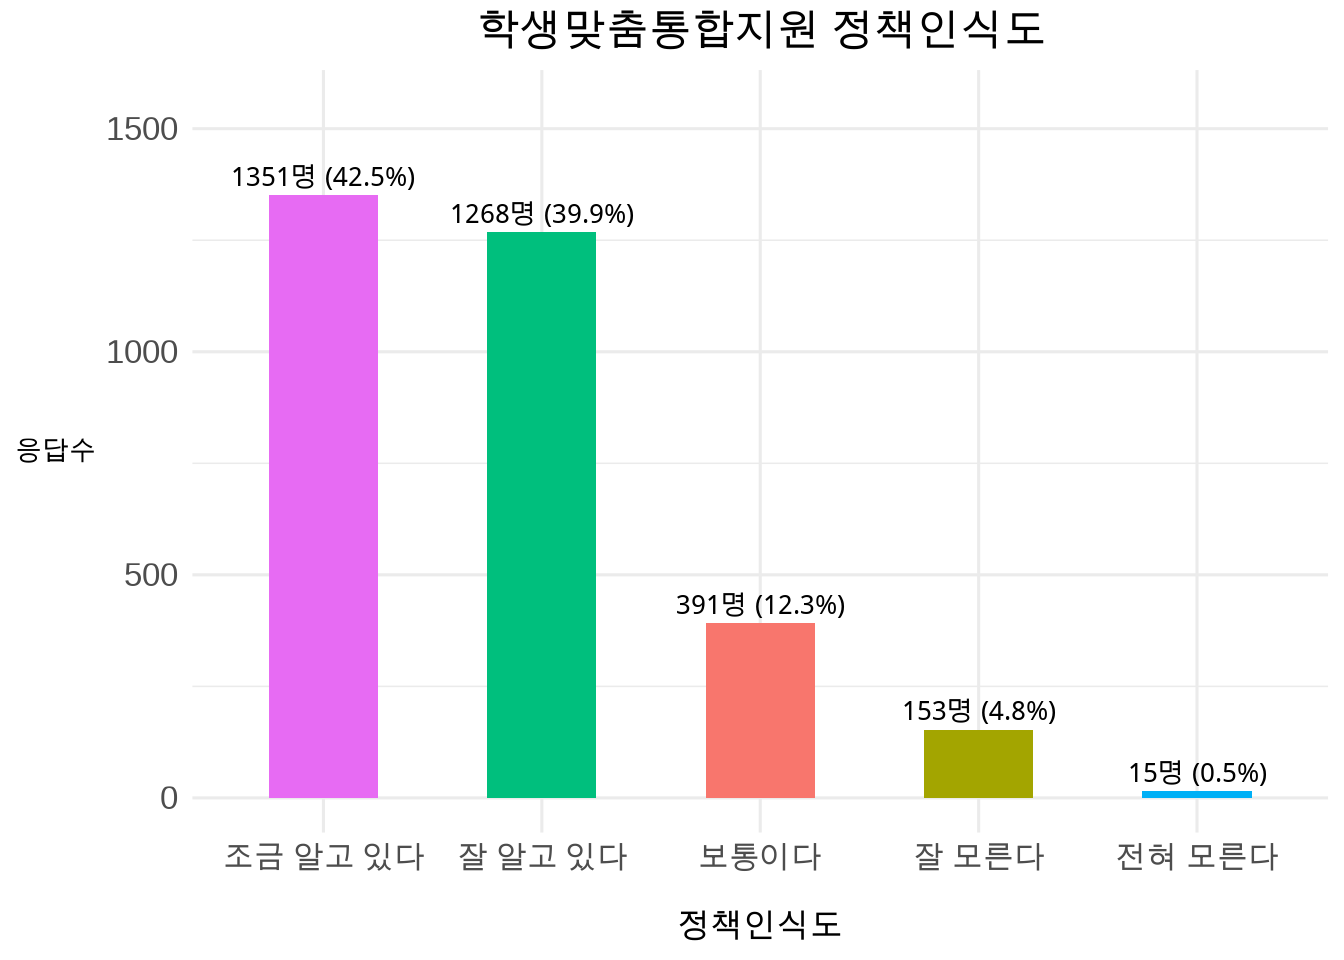 학생맞춤통합지원 정책인식도
1500
1351명 (42.5%)
1268명 (39.9%)
1000
응답수
500
391명 (12.3%)
153명 (4.8%)
15명 (0.5%)
0
조금 알고 있다 잘 알고 있다 보통이다 잘 모른다 전혀 모른다
정책인식도